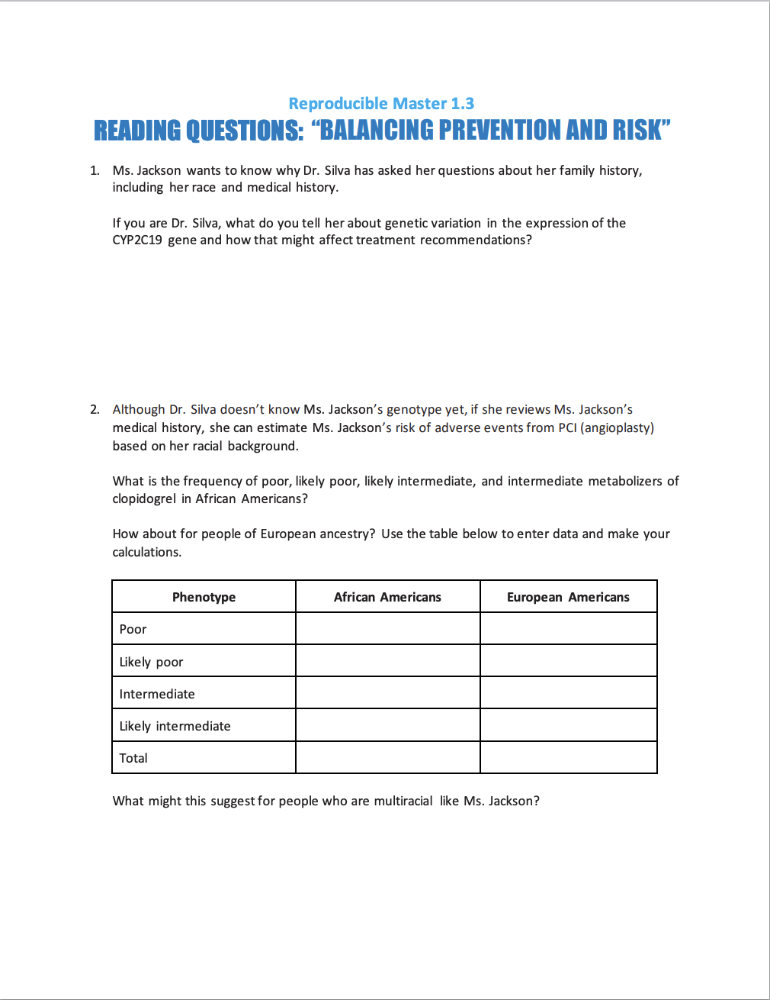 Reproducible Master 1.3
READING QUESTIONS: “BALANCING PREVENTION AND RISK”
1. Ms. Jackson wants to know why Dr. Silva has asked her questions about her family history,
including her race and medical history.
If you are Dr. Silva, what do you tell her about genetic variation in the expression of the
CYP2C19 gene and how that might affect treatment recommendations?
2. Although Dr. Silva doesn’t know Ms. Jackson’s genotype yet, if she reviews Ms. Jackson’s
medical history, she can estimate Ms. Jackson’s risk of adverse events from PCI (angioplasty)
based on her racial background.
What is the frequency of poor, likely poor, likely intermediate, and intermediate metabolizers of
clopidogrel in African Americans?
How about for people of European ancestry? Use the table below to enter data and make your
calculations.
Phenotype African Americans European Americans
Poor
Likely poor
Intermediate
Likely intermediate
Total
What might this suggest for people who are multiracial like Ms. Jackson?